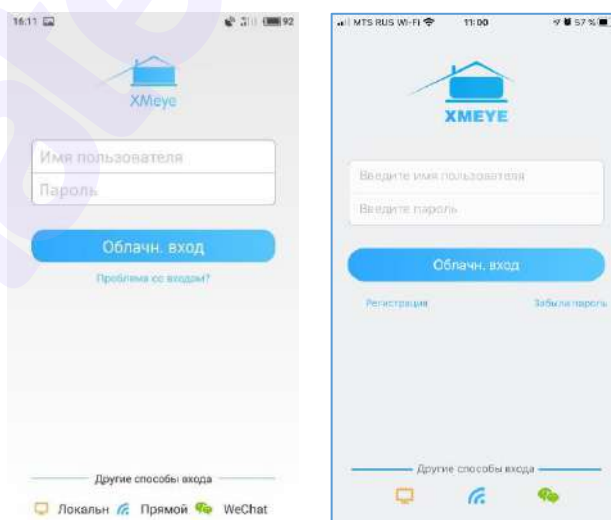 16:11 92
XMeye
Имя пользователя
Пароль
Облачн. вход
Проблема со входом?
Другие способы входа
Локальн Прямой WeChat
MTS RUS WI-FI 11:00 57 %
XMEYE
Введите имя пользователя
Введите пароль
Облачн. вход
Регистрация Забыли пароль
Другие способы входа